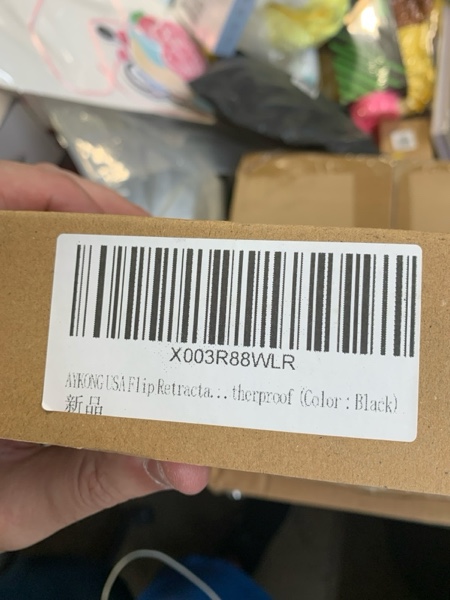 X003R88WLR
AYKONG USA Flip Retracta... therproof (Color : Black)
新品